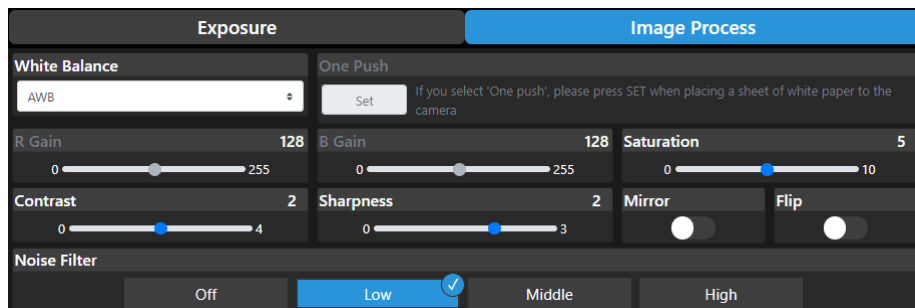 Exposure Image Process
White Balance One Push
AWB Set If you select 'One push', please press SET when placing a sheet of white paper to the
camera
R Gain 128 B Gain 128 Saturation 5
0 255 0 255 0 10
Contrast 2 Sharpness 2 Mirror Flip
0 4 0 3
Noise Filter
Off Low Middle High